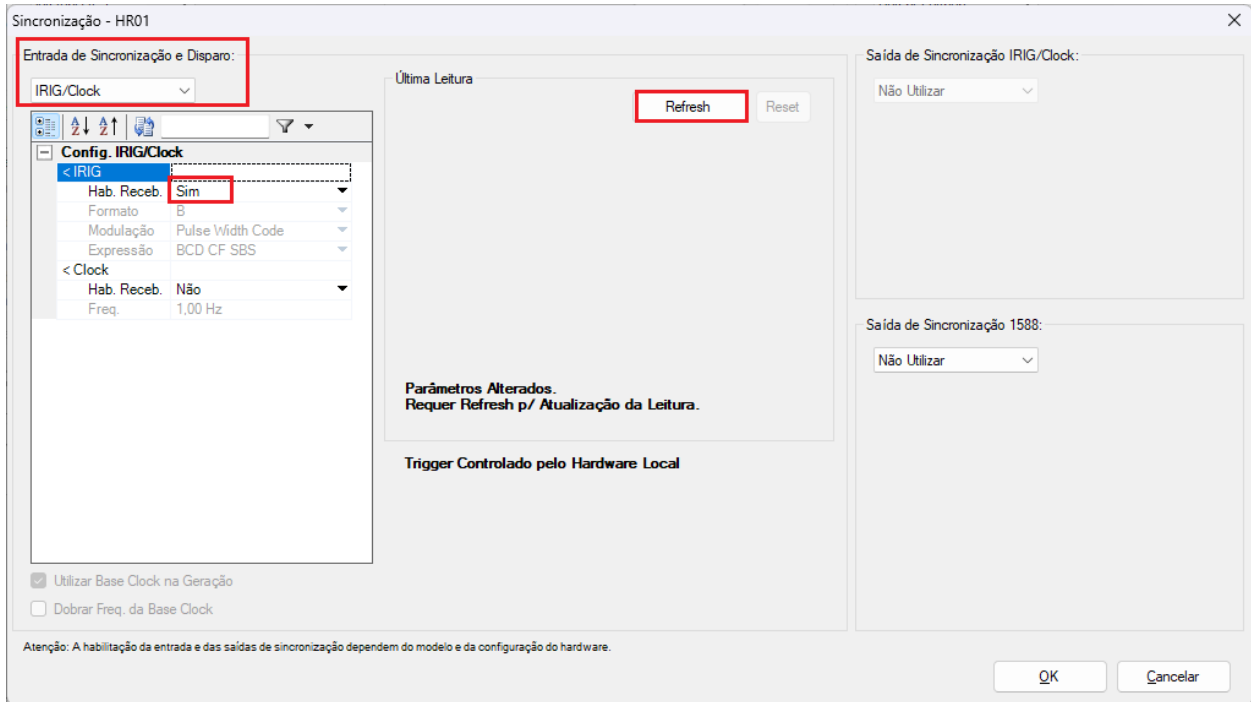 Sincronização - HR01
Entrada de Sincronização e Disparo:
IRIG/Clock
Config. IRIG/Clock
< IRIG
Hab. Receb. Sim
Formato B
Modulação Pulse Width Code
Expressão BCD CF SBS
< Clock
Hab. Receb. Não
Freq. 1,00 Hz
Utilizar Base Clock na Geração
Dobrar Freq. da Base Clock
Última Leitura
Refresh Reset
Parâmetros Alterados.
Requer Refresh p/ Atualização da Leitura.
Trigger Controlado pelo Hardware Local
Saída de Sincronização IRIG/Clock:
Não Utilizar
Saída de Sincronização 1588:
Não Utilizar
Atenção: A habilitação da entrada e das saídas de sincronização dependem do modelo e da configuração do hardware.
OK Cancelar